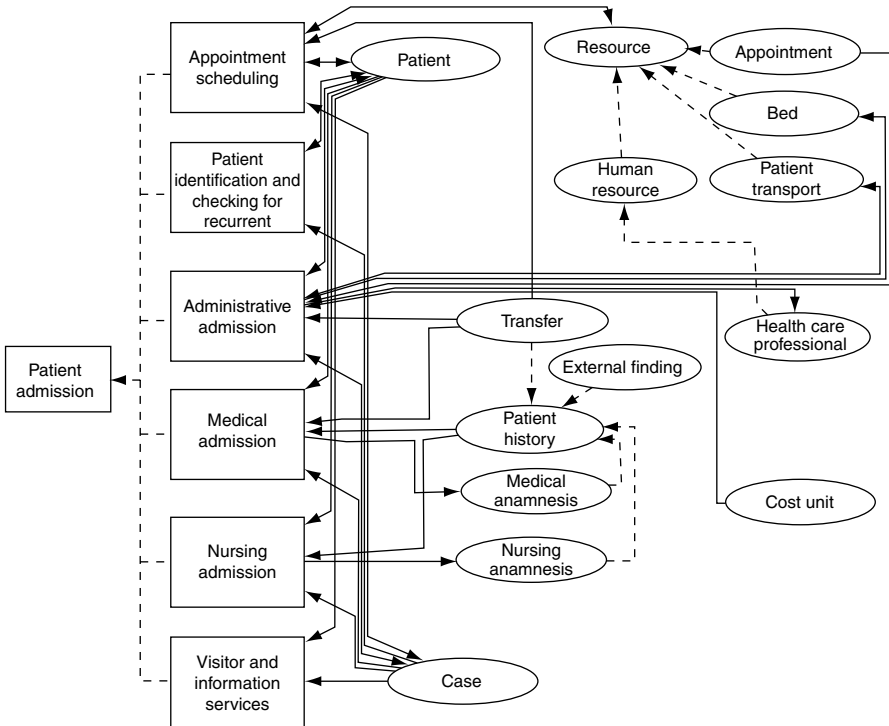 Appointment
scheduling
Patient
Resource
Appointment
Bed
Patient
identification and
checking for
recurrent
Human
resource
Patient
transport
Administrative
admission
Transfer
Health care
professional
Patient
admission
External finding
Medical
admission
Patient
history
Medical
anamnesis
Cost unit
Nursing
admission
Nursing
anamnesis
Visitor and
information
services
Case